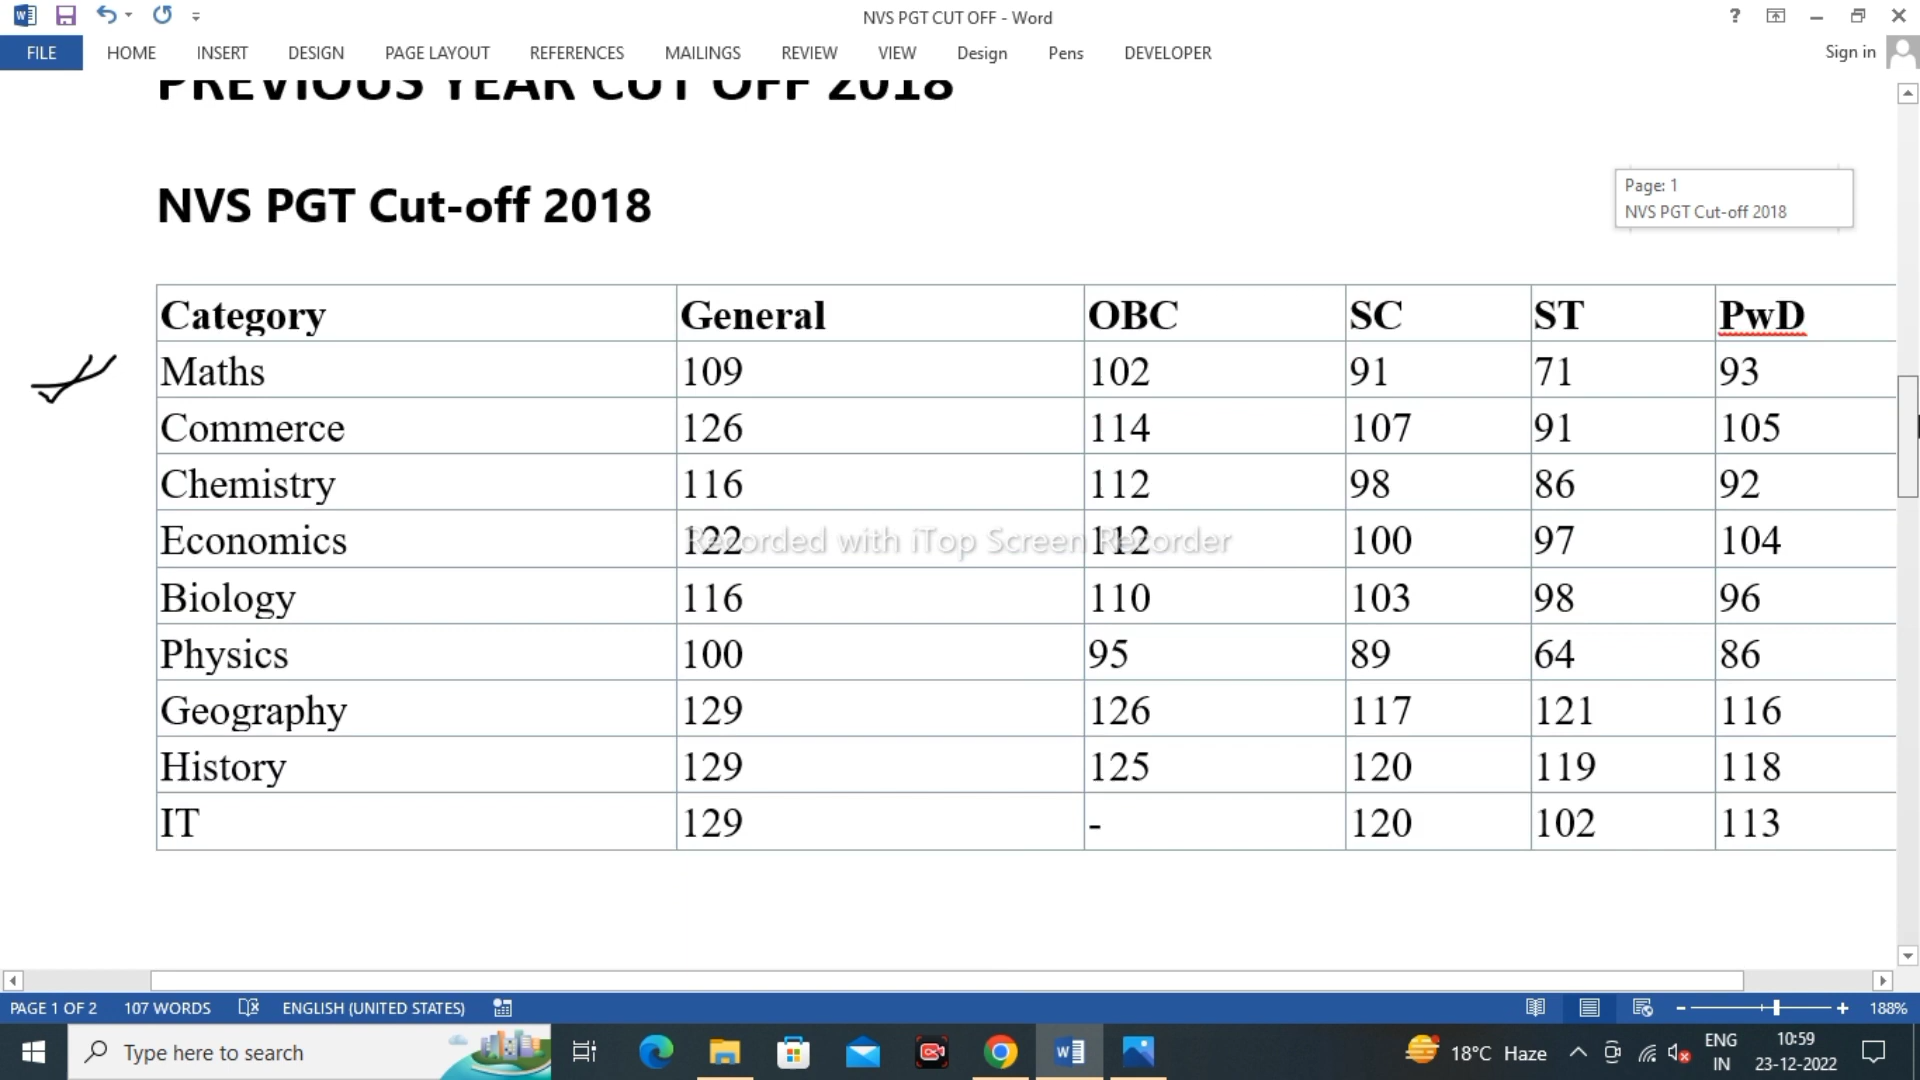 NVS PGT CUT OFF - Word
FILE HOME INSERT DESIGN PAGE LAYOUT REFERENCES MAILINGS REVIEW VIEW Design Pens DEVELOPER Sign in
PREVIOUS YEAR CUT OFF 2018
NVS PGT Cut-off 2018
Page: 1
NVS PGT Cut-off 2018
Category General OBC SC ST PwD
Maths 109 102 91 71 93
Commerce 126 114 107 91 105
Chemistry 116 112 98 86 92
Economics 122 112 100 97 104
Recorded with iTop Screen Recorder
Biology 116 110 103 98 96
Physics 100 95 89 64 86
Geography 129 126 117 121 116
History 129 125 120 119 118
IT 129 - 120 102 113
PAGE 1 OF 2 107 WORDS ENGLISH (UNITED STATES) 188%
Type here to search 18°C Haze ENG 10:59
IN 23-12-2022